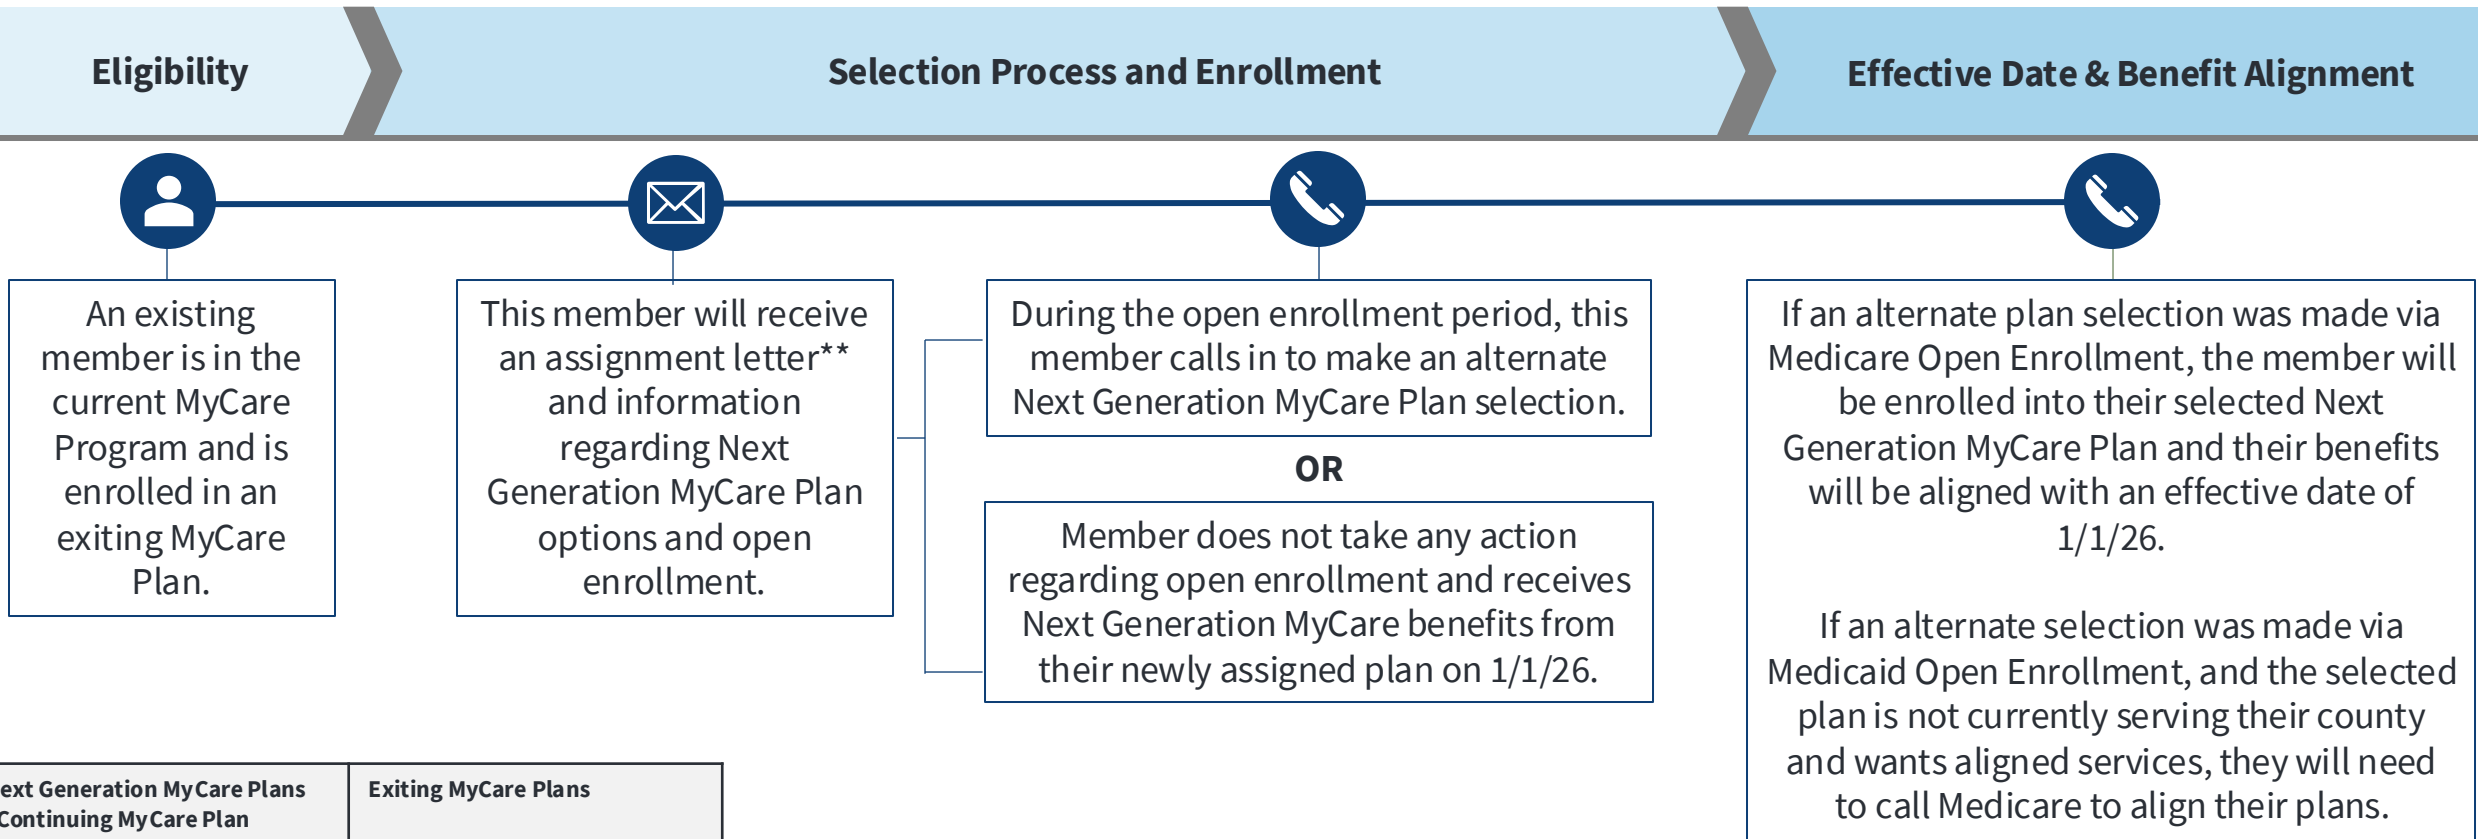 Eligibility
Selection Process and Enrollment
Effective Date & Benefit Alignment
An existing
member is in the
current MyCare
Program and is
enrolled in an
exiting MyCare
Plan.
This member will receive
an assignment letter**
and information
regarding Next
Generation MyCare Plan
options and open
enrollment.
During the open enrollment period, this
member calls in to make an alternate
Next Generation MyCare Plan selection.
OR
Member does not take any action
regarding open enrollment and receives
Next Generation MyCare benefits from
their newly assigned plan on 1/1/26.
If an alternate plan selection was made via
Medicare Open Enrollment, the member will
be enrolled into their selected Next
Generation MyCare Plan and their benefits
will be aligned with an effective date of
1/1/26.
If an alternate selection was made via
Medicaid Open Enrollment, and the selected
plan is not currently serving their county
and wants aligned services, they will need
to call Medicare to align their plans.
Generation MyCare Plans
Continuing MyCare Plan
Exiting MyCare Plans